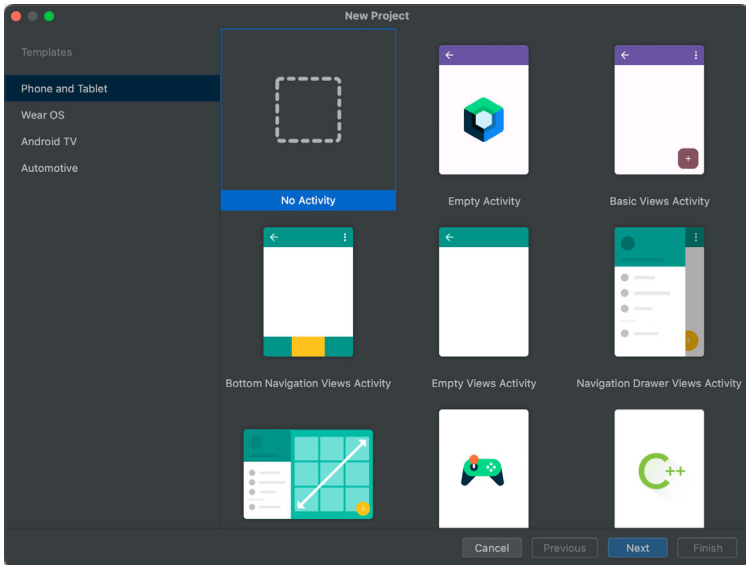 New Project
Templates
Phone and Tablet
Wear OS
Android TV
Automotive
No Activity
Empty Activity
Basic Views Activity
Bottom Navigation Views Activity
Empty Views Activity
Navigation Drawer Views Activity
C++
Cancel
Previous
Next
Finish